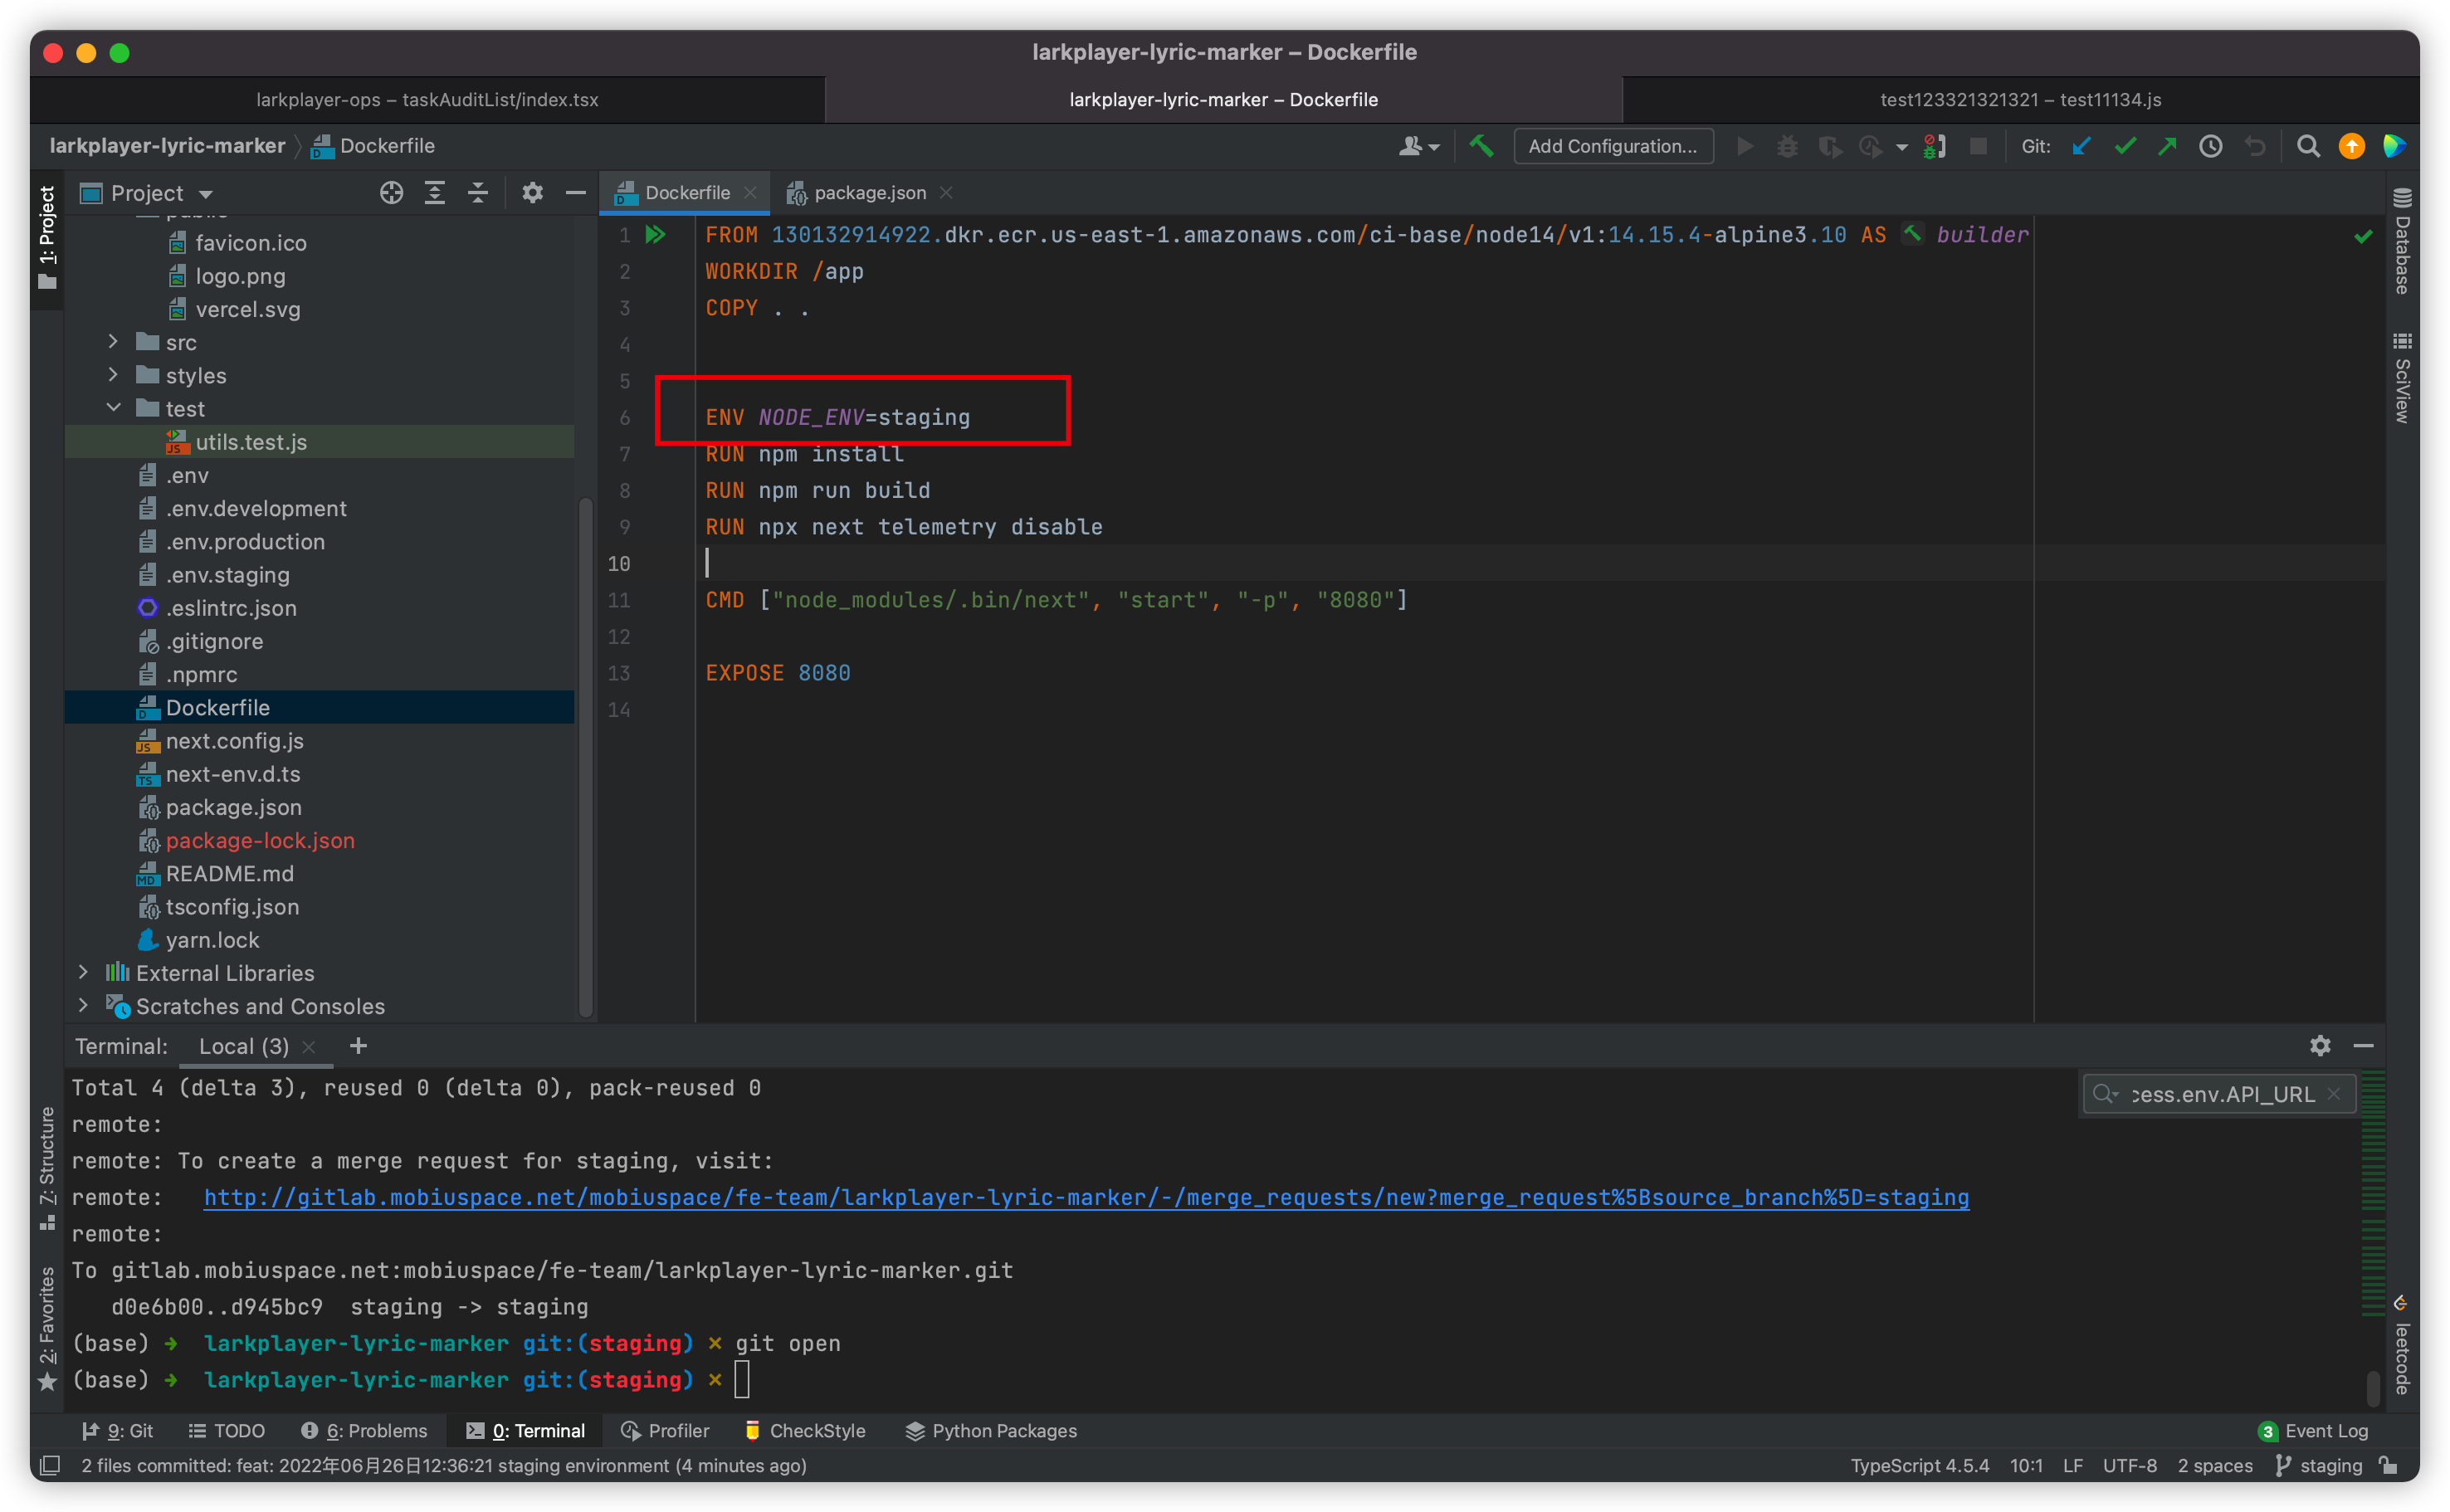 larkplayer-lyric-marker – Dockerfile
larkplayer-ops – taskAuditList/index.tsx
larkplayer-lyric-marker – Dockerfile
test123321321321 – test11134.js
larkplayer-lyric-marker
Dockerfile
Add Configuration...
Git:
1: Project
Project
favicon.ico
logo.png
vercel.svg
src
styles
test
utils.test.js
.env
.env.development
.env.production
.env.staging
.eslintrc.json
.gitignore
.npmrc
Dockerfile
next.config.js
next-env.d.ts
package.json
package-lock.json
README.md
tsconfig.json
yarn.lock
External Libraries
Scratches and Consoles
Dockerfile
package.json
1 FROM 130132914922.dkr.ecr.us-east-1.amazonaws.com/ci-base/node14/v1:14.15.4-alpine3.10 AS builder
2 WORKDIR /app
3 COPY . .
4
5
6 ENV NODE_ENV=staging
7 RUN npm install
8 RUN npm run build
9 RUN npx next telemetry disable
10
11 CMD ["node_modules/.bin/next", "start", "-p", "8080"]
12
13 EXPOSE 8080
14
Database
SciView
leetcode
7: Structure
2: Favorites
Terminal:
Local (3)
cess.env.API_URL
Total 4 (delta 3), reused 0 (delta 0), pack-reused 0
remote:
remote: To create a merge request for staging, visit:
remote:   http://gitlab.mobiuspace.net/mobiuspace/fe-team/larkplayer-lyric-marker/-/merge_requests/new?merge_request%5Bsource_branch%5D=staging
remote:
To gitlab.mobiuspace.net:mobiuspace/fe-team/larkplayer-lyric-marker.git
   d0e6b00..d945bc9  staging -> staging
(base) ➜  larkplayer-lyric-marker git:(staging) ✗ git open
(base) ➜  larkplayer-lyric-marker git:(staging) ✗
9: Git
TODO
6: Problems
0: Terminal
Profiler
CheckStyle
Python Packages
3 Event Log
2 files committed: feat: 2022年06月26日12:36:21 staging environment (4 minutes ago)
TypeScript 4.5.4
10:1
LF
UTF-8
2 spaces
staging